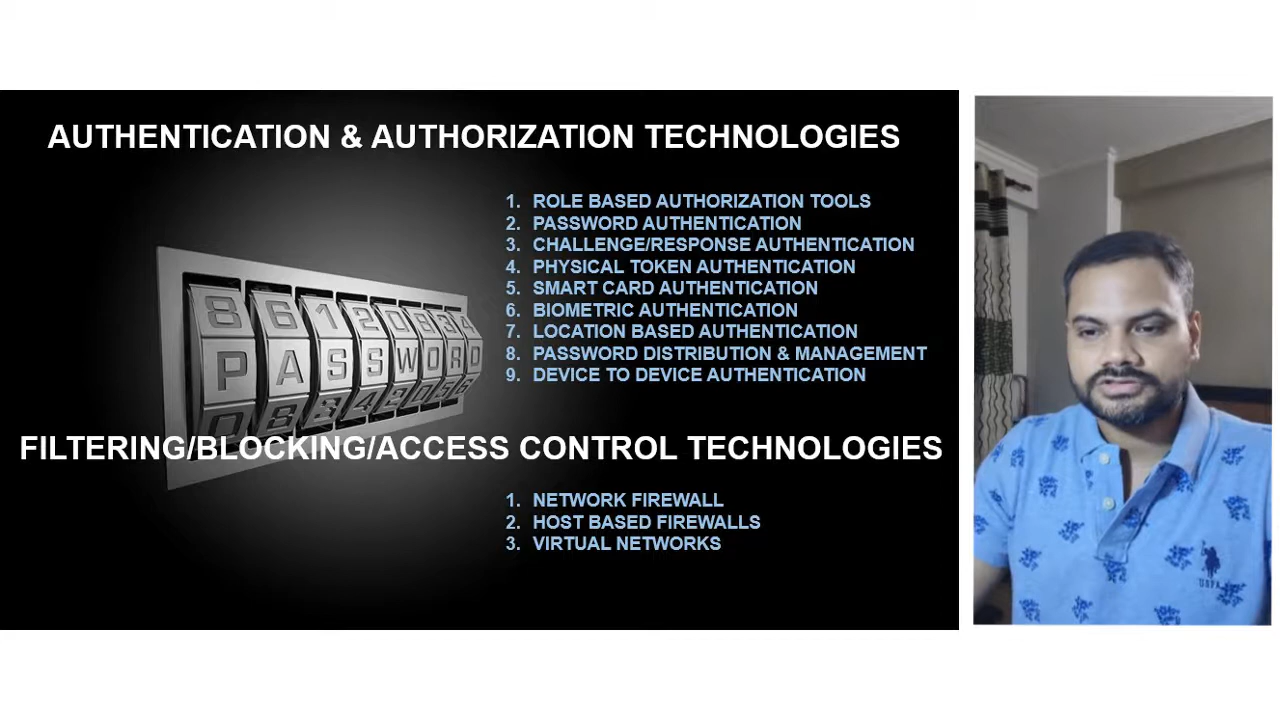 AUTHENTICATION & AUTHORIZATION TECHNOLOGIES
1. ROLE BASED AUTHORIZATION TOOLS
2. PASSWORD AUTHENTICATION
3. CHALLENGE/RESPONSE AUTHENTICATION
4. PHYSICAL TOKEN AUTHENTICATION
5. SMART CARD AUTHENTICATION
6. BIOMETRIC AUTHENTICATION
7. LOCATION BASED AUTHENTICATION
8. PASSWORD DISTRIBUTION & MANAGEMENT
9. DEVICE TO DEVICE AUTHENTICATION
86120834
PASSWORD
08342056
FILTERING/BLOCKING/ACCESS CONTROL TECHNOLOGIES
1. NETWORK FIREWALL
2. HOST BASED FIREWALLS
3. VIRTUAL NETWORKS